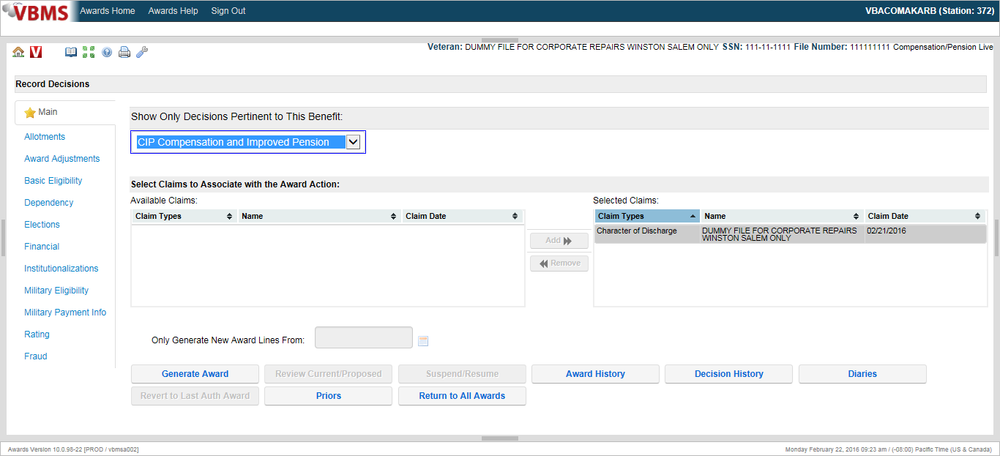 VBMS Awards Home Awards Help Sign Out VBACOMAKARB (Station: 372)
Veteran: DUMMY FILE FOR CORPORATE REPAIRS WINSTON SALEM ONLY SSN: 111-11-1111 File Number: 111111111 Compensation/Pension Live
Record Decisions
Main
Allotments
Award Adjustments
Basic Eligibility
Dependency
Elections
Financial
Institutionalizations
Military Eligibility
Military Payment Info
Rating
Fraud
Show Only Decisions Pertinent to This Benefit:
CIP Compensation and Improved Pension
Select Claims to Associate with the Award Action:
Available Claims:
Claim Types Name Claim Date
Add
Remove
Selected Claims:
Claim Types Name Claim Date
Character of Discharge DUMMY FILE FOR CORPORATE REPAIRS 02/21/2016
WINSTON SALEM ONLY
Only Generate New Award Lines From:
Generate Award Review Current/Proposed Suspend/Resume Award History Decision History Diaries
Revert to Last Auth Award Priors Return to All Awards
Awards Version 10.0.98-22 [PROD / vbmsa002] Monday February 22, 2016 09:23 am / (-08:00) Pacific Time (US & Canada)